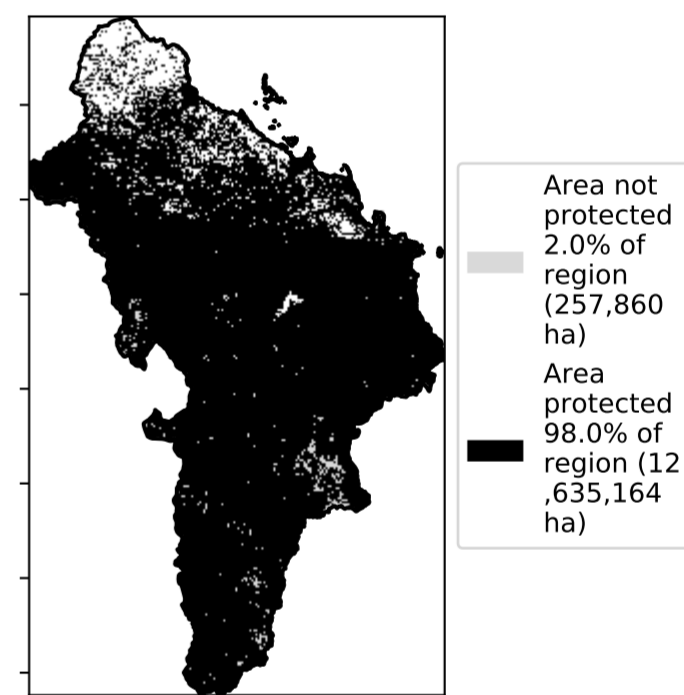 Area not
protected
2.0% of
region
(257,860
ha)
Area
protected
98.0% of
region (12
,635,164
ha)